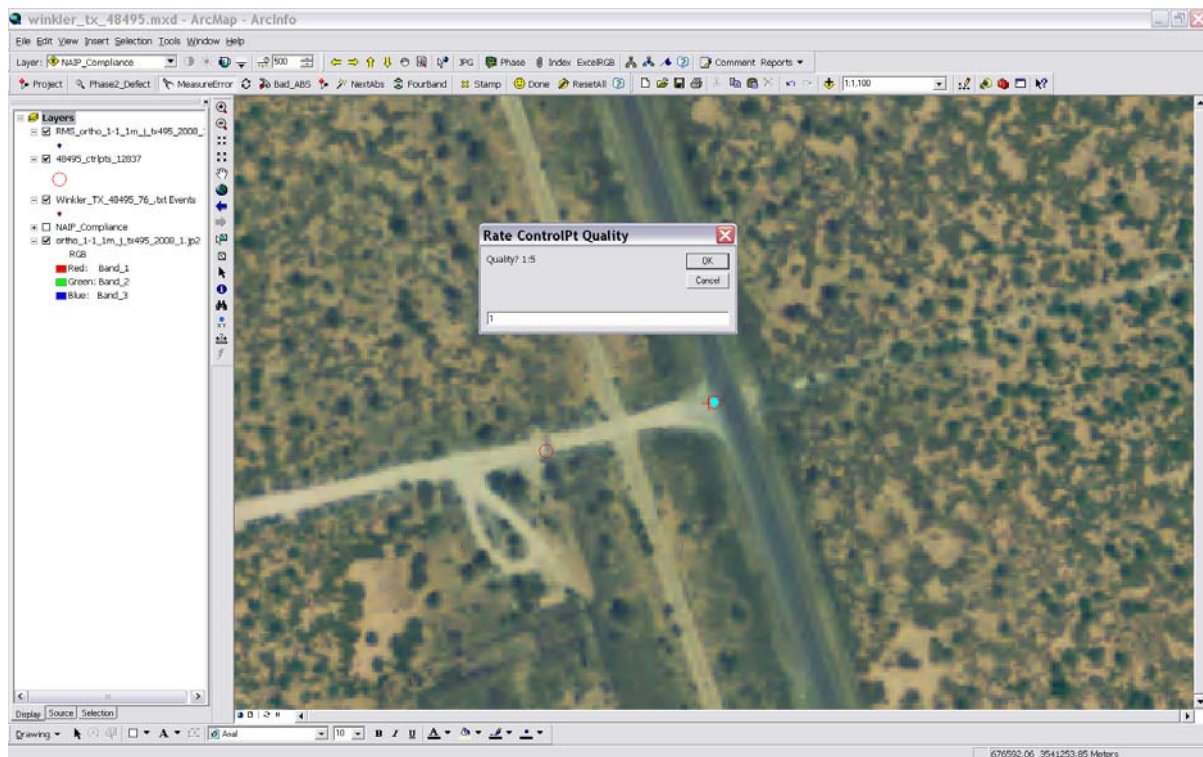 winkler_tx_48495.mxd - ArcMap - ArcInfo
File Edit View Insert Selection Tools Window Help
Layer: NAIP_Compliance 500 JPG Phase Index ExcelRGB Comment Reports
Project Phase2_Defect MeasureError Bad_ABS NextAbs FourBand Stamp Done ResetAll 1:1,100
Layers
RMS_ortho_1-1_1m_j_tx495_2008_
48495_ctrlpts_12837
Winkler_TX_48495_76_.txt Events
NAIP_Compliance
ortho_1-1_1m_j_tx495_2008_1.jp2
RGB
Red: Band_1
Green: Band_2
Blue: Band_3
Rate ControlPt Quality
Quality? 1:5
OK
Cancel
1
Display Source Selection
Drawing A Arial 10 B I U A
676592.06 3541253.85 Meters